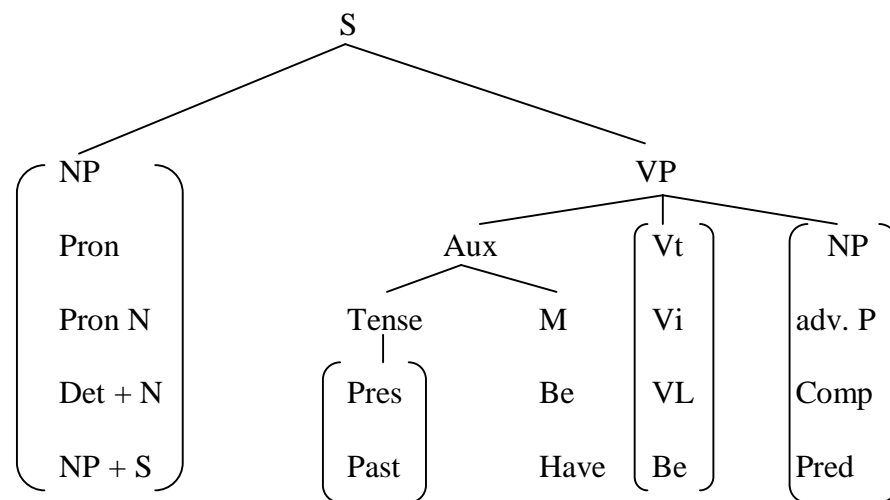 S
NP VP
Pron Aux Vt NP
Pron N Tense M Vi adv. P
Det + N Pres Be VL Comp
NP + S Past Have Be Pred